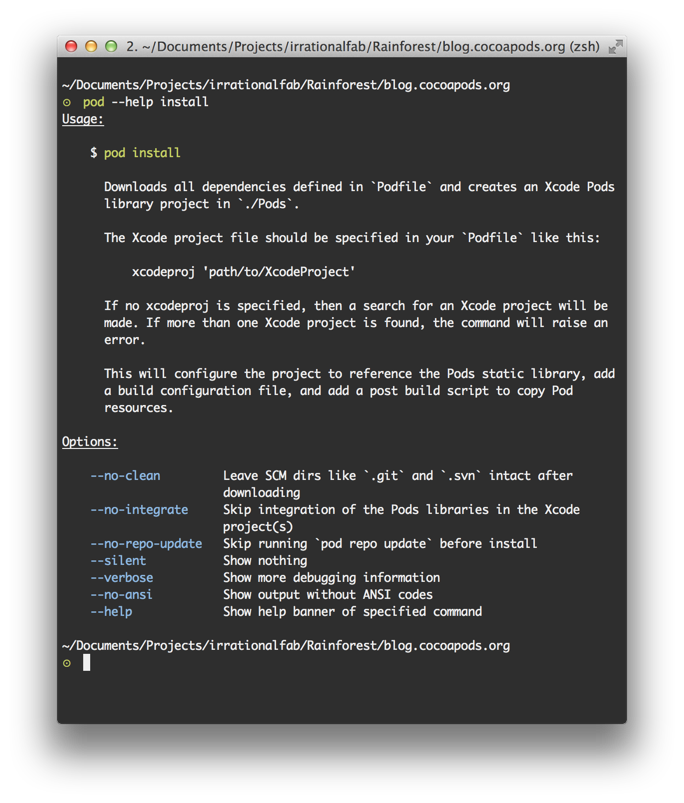 2. ~/Documents/Projects/irrationalfab/Rainforest/blog.cocoapods.org (zsh)
~/Documents/Projects/irrationalfab/Rainforest/blog.cocoapods.org
⊙ pod --help install
Usage:
$ pod install
Downloads all dependencies defined in `Podfile` and creates an Xcode Pods
library project in `./Pods`.
The Xcode project file should be specified in your `Podfile` like this:
xcodeproj 'path/to/XcodeProject'
If no xcodeproj is specified, then a search for an Xcode project will be
made. If more than one Xcode project is found, the command will raise an
error.
This will configure the project to reference the Pods static library, add
a build configuration file, and add a post build script to copy Pod
resources.
Options:
--no-clean Leave SCM dirs like `.git` and `.svn` intact after
downloading
--no-integrate Skip integration of the Pods libraries in the Xcode
project(s)
--no-repo-update Skip running `pod repo update` before install
--silent Show nothing
--verbose Show more debugging information
--no-ansi Show output without ANSI codes
--help Show help banner of specified command
~/Documents/Projects/irrationalfab/Rainforest/blog.cocoapods.org
⊙